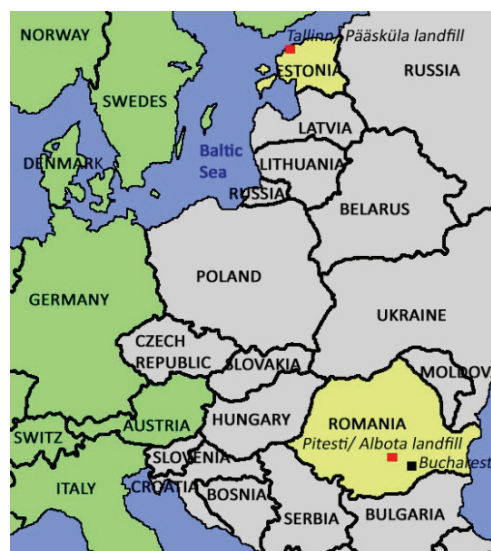 NORWAY
Tallinn/ Pääsküla landfill
ESTONIA
RUSSIA
SWEDES
LATVIA
DENMARK
Baltic
Sea
LITHUANIA
RUSSIA
BELARUS
POLAND
GERMANY
UKRAINE
CZECH
REPUBLIC
SLOVAKIA
MOLDOV
AUSTRIA
HUNGARY
ROMANIA
SWITZ
Pitesti/ Albota landfill
SLOVENIA
Bucharest
ITALY
CROATIA
BOSNIA
SERBIA
BULGARIA